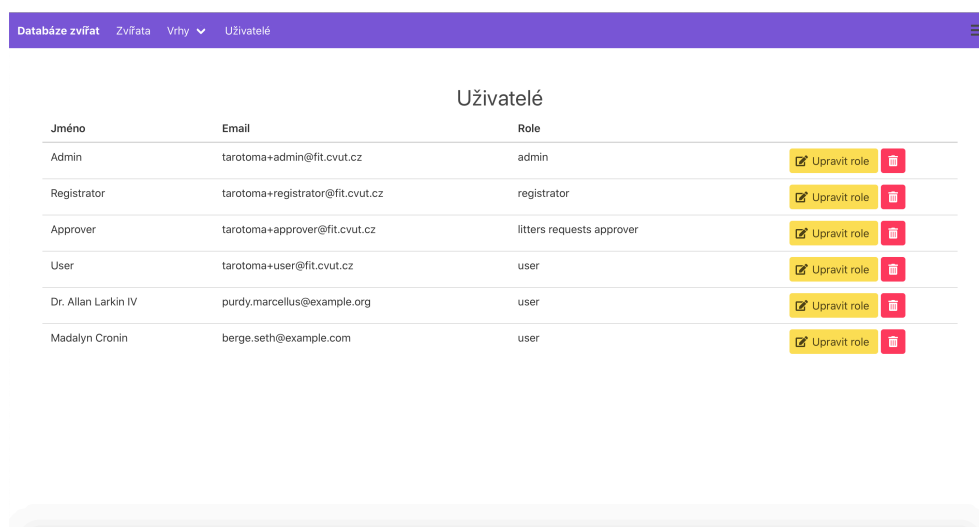 Databáze zvířat Zvířata Vrhy Uživatelé
Uživatelé
Jméno Email Role
Admin tarotoma+admin@fit.cvut.cz admin Upravit role
Registrator tarotoma+registrator@fit.cvut.cz registrator Upravit role
Approver tarotoma+approver@fit.cvut.cz litters requests approver Upravit role
User tarotoma+user@fit.cvut.cz user Upravit role
Dr. Allan Larkin IV purdy.marcellus@example.org user Upravit role
Madalyn Cronin berge.seth@example.com user Upravit role